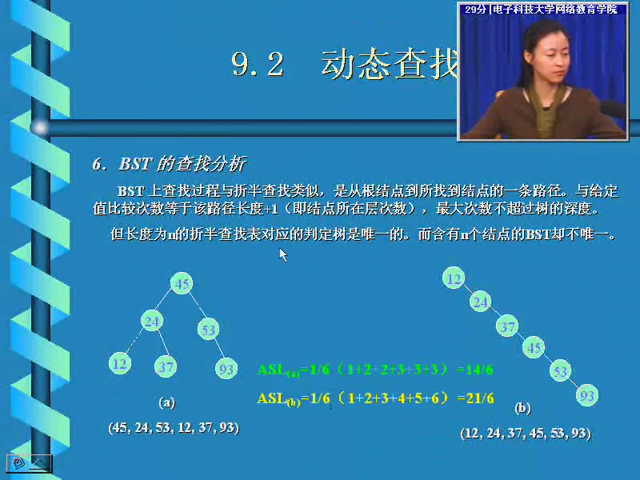 29分|电子科技大学网络教育学院
9.2 动态查找
6．BST 的查找分析
BST 上查找过程与折半查找类似，是从根结点到所找到结点的一条路径。与给定
值比较次数等于该路径长度+1（即结点所在层次数），最大次数不超过树的深度。
但长度为n的折半查找表对应的判定树是唯一的。而含有n个结点的BST却不唯一。
45
24
53
12
37
93
(a)
(45, 24, 53, 12, 37, 93)
ASL(a)=1/6（1+2+2+3+3+3）=14/6
ASL(b)=1/6（1+2+3+4+5+6）=21/6
12
24
37
45
53
93
(b)
(12, 24, 37, 45, 53, 93)